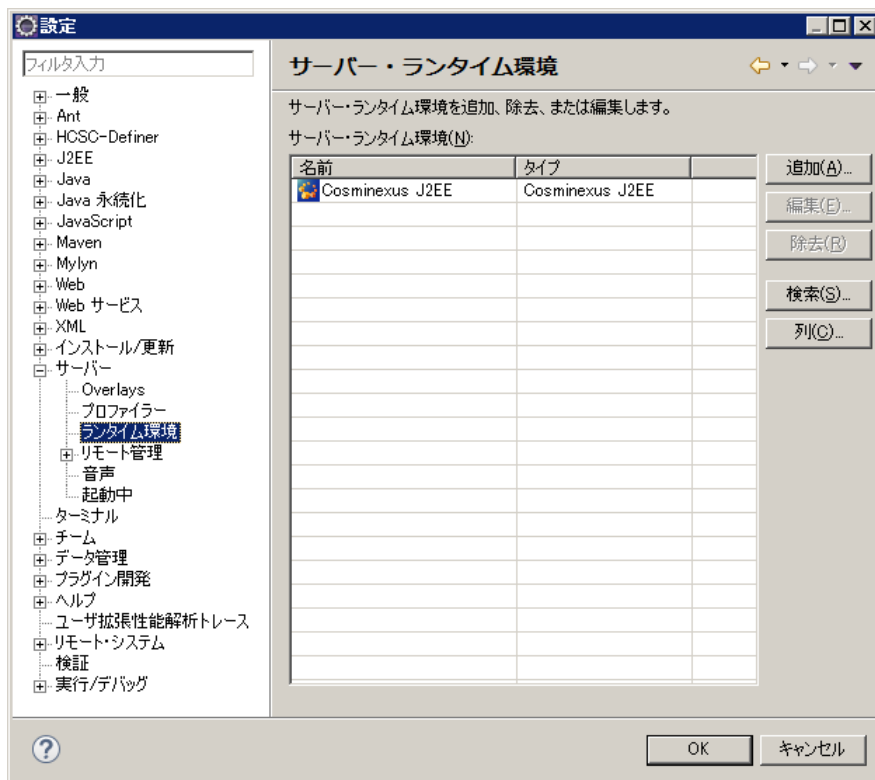 設定
フィルタ入力
一般
Ant
HCSC-Definer
J2EE
Java
Java 永続化
JavaScript
Maven
Mylyn
Web
Web サービス
XML
インストール/更新
サーバー
Overlays
プロファイラー
ランタイム環境
リモート管理
音声
起動中
ターミナル
チーム
データ管理
プラグイン開発
ヘルプ
ユーザ拡張性能解析トレース
リモート・システム
検証
実行/デバッグ
サーバー・ランタイム環境
サーバー・ランタイム環境を追加、除去、または編集します。
サーバー・ランタイム環境(N):
名前 タイプ
Cosminexus J2EE Cosminexus J2EE
追加(A)...
編集(E)...
除去(R)
検索(S)...
列(C)...
? OK キャンセル